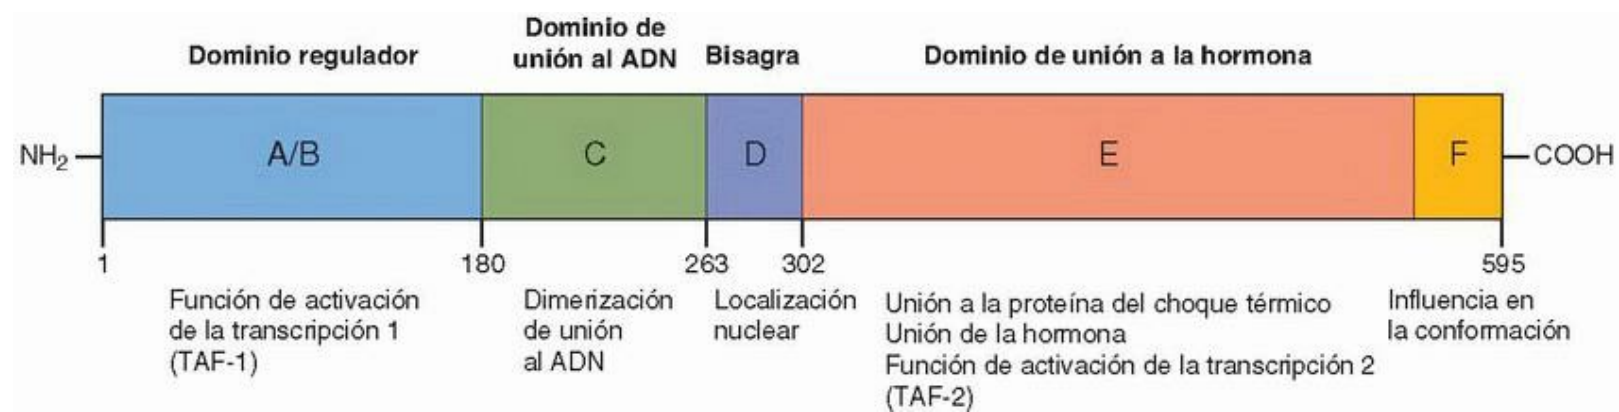 Dominio regulador
Dominio de
unión al ADN
Bisagra
Dominio de unión a la hormona
NH2
A/B
C
D
E
F
COOH
1
180
263
302
595
Función de activación
de la transcripción 1
(TAF-1)
Dimerización
de unión
al ADN
Localización
nuclear
Unión a la proteína del choque térmico
Unión de la hormona
Función de activación de la transcripción 2
(TAF-2)
Influencia en
la conformación